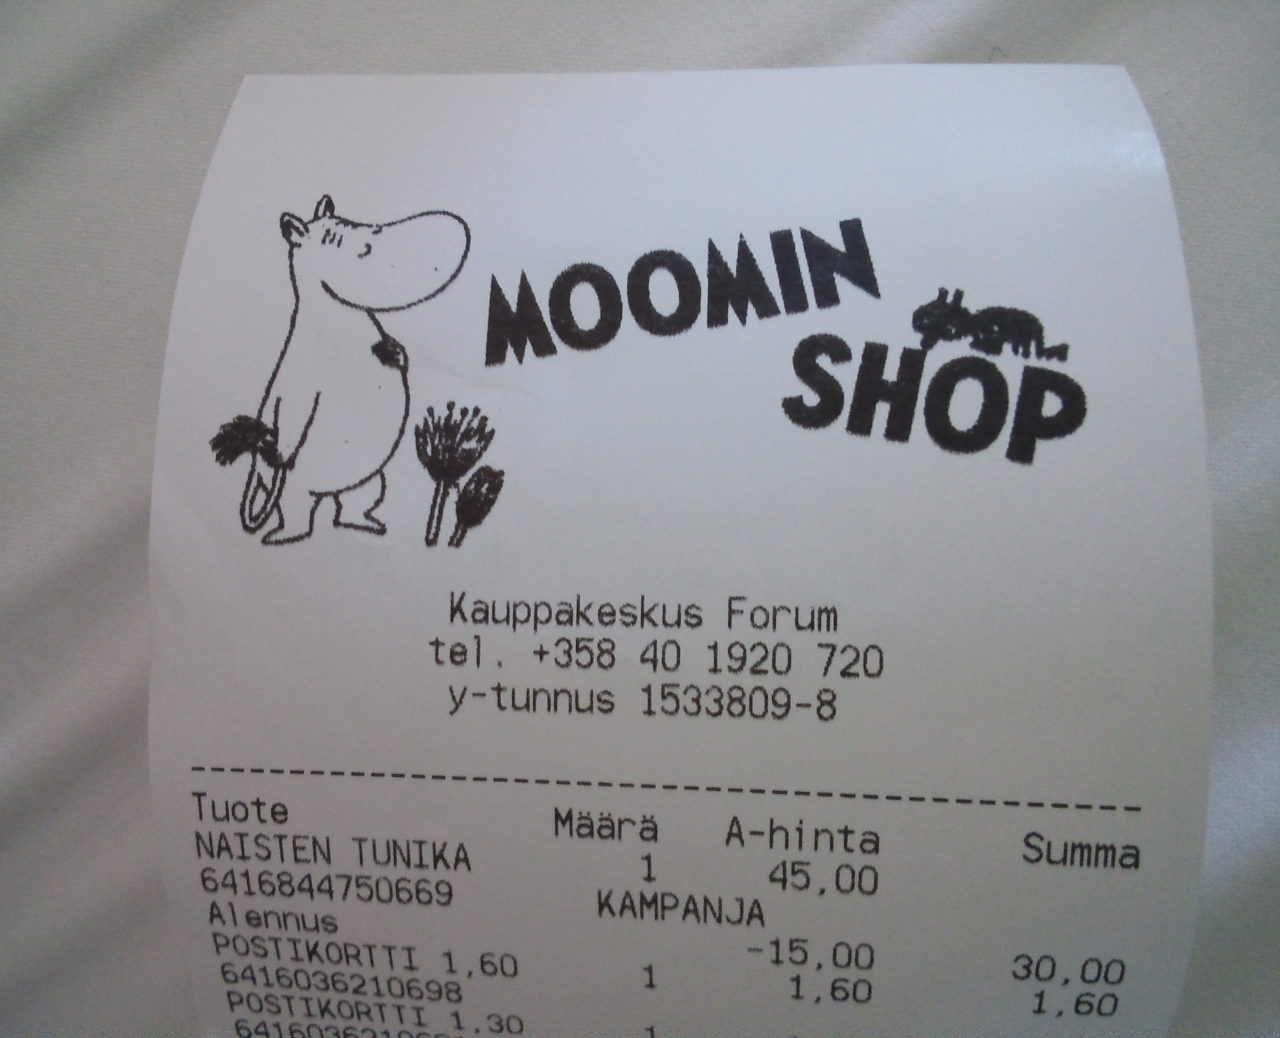 MOOMIN
SHOP
Kauppakeskus Forum
tel. +358 40 1920 720
y-tunnus 1533809-8
Tuote Määrä A-hinta Summa
NAISTEN TUNIKA 1 45,00
6416844750669 KAMPANJA
Alennus -15,00 30,00
POSTIKORTTI 1,60 1 1,60 1,60
6416036210698
POSTIKORTTI 1,30 1